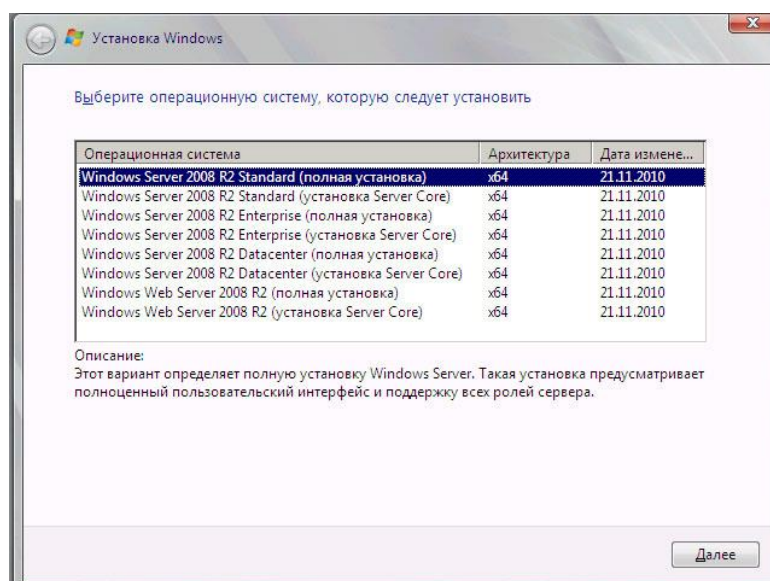 Установка Windows
Выберите операционную систему, которую следует установить
Операционная система Архитектура Дата измене...
Windows Server 2008 R2 Standard (полная установка) x64 21.11.2010
Windows Server 2008 R2 Standard (установка Server Core) x64 21.11.2010
Windows Server 2008 R2 Enterprise (полная установка) x64 21.11.2010
Windows Server 2008 R2 Enterprise (установка Server Core) x64 21.11.2010
Windows Server 2008 R2 Datacenter (полная установка) x64 21.11.2010
Windows Server 2008 R2 Datacenter (установка Server Core) x64 21.11.2010
Windows Web Server 2008 R2 (полная установка) x64 21.11.2010
Windows Web Server 2008 R2 (установка Server Core) x64 21.11.2010
Описание:
Этот вариант определяет полную установку Windows Server. Такая установка предусматривает
полноценный пользовательский интерфейс и поддержку всех ролей сервера.
Далее